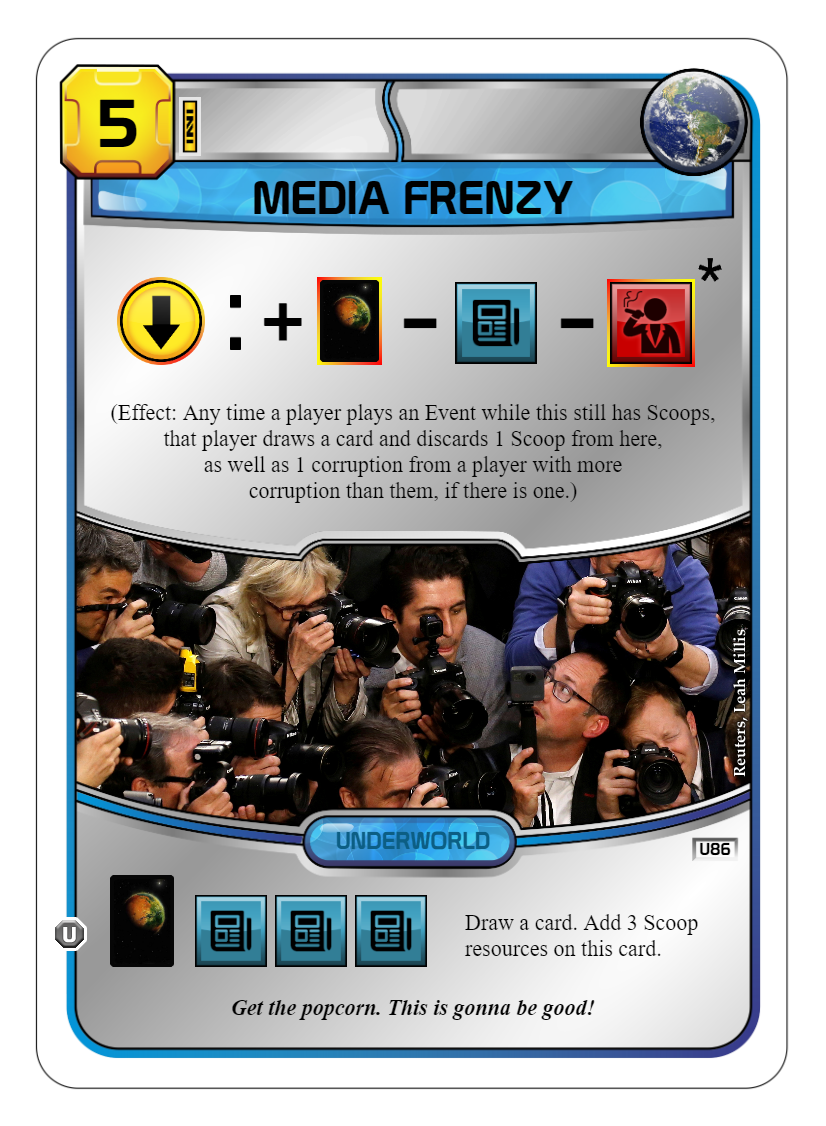 5
MEDIA FRENZY
: + - - *
(Effect: Any time a player plays an Event while this still has Scoops,
that player draws a card and discards 1 Scoop from here,
as well as 1 corruption from a player with more
corruption than them, if there is one.)
Reuters, Leah Millis
UNDERWORLD
U86
U
Draw a card. Add 3 Scoop
resources on this card.
Get the popcorn. This is gonna be good!